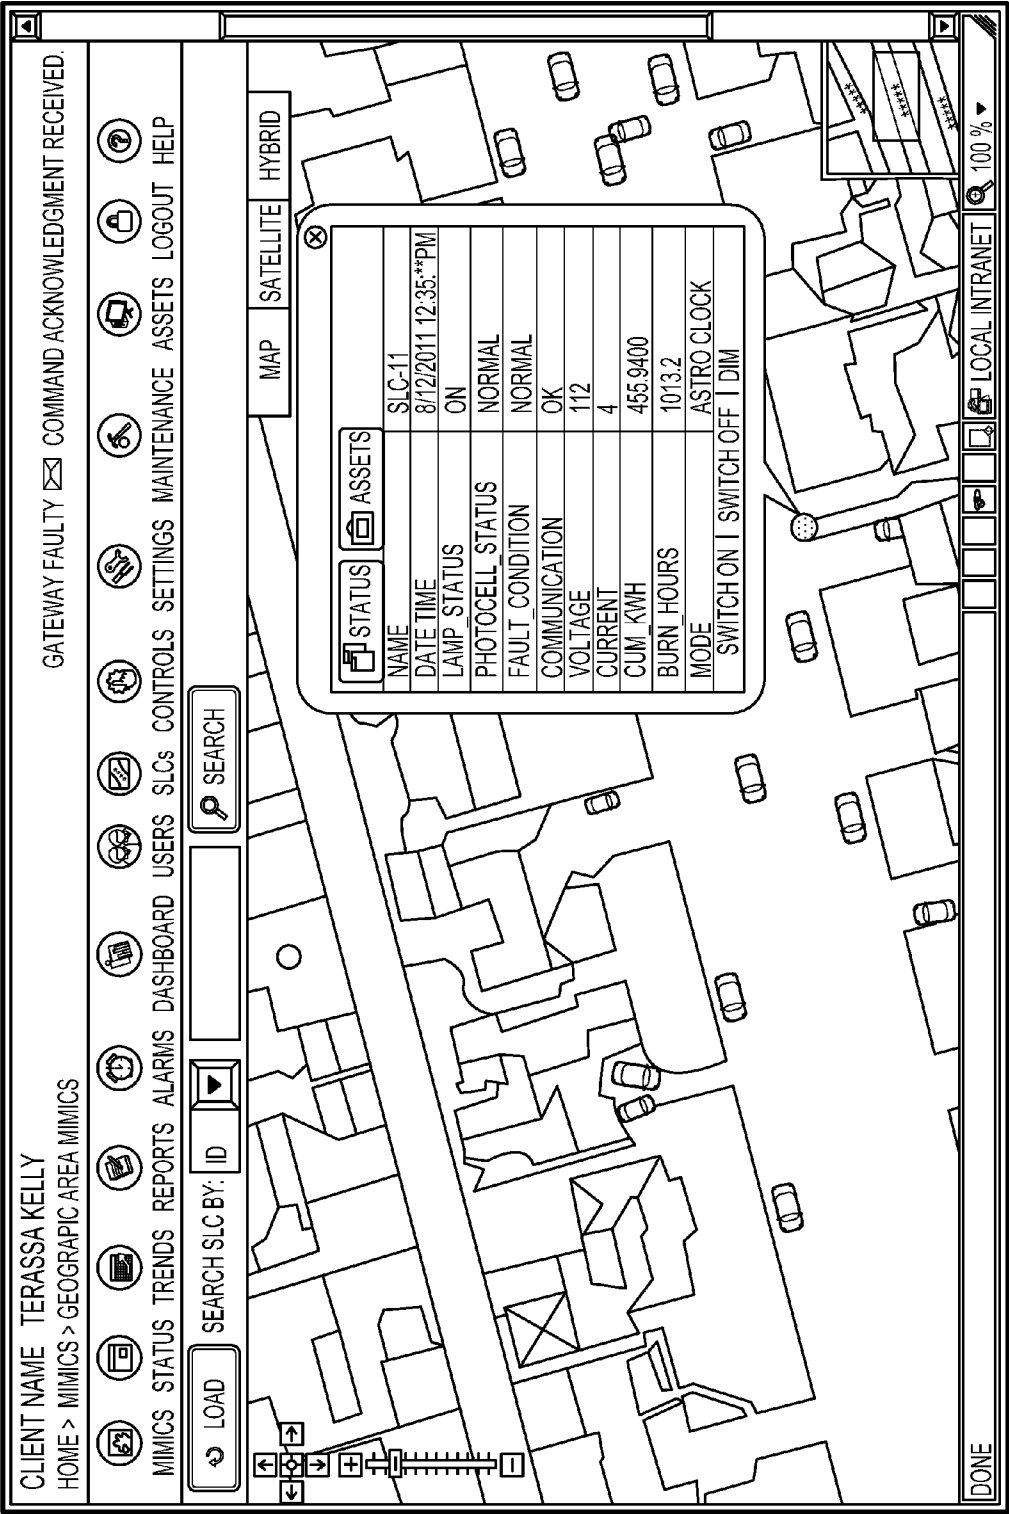 CLIENT NAME TERASSA KELLY
GATEWAY FAULTY COMMAND ACKNOWLEDGMENT RECEIVED.
HOME > MIMICS > GEOGRAPIC AREA MIMICS
MIMICS STATUS TRENDS REPORTS ALARMS DASHBOARD USERS SLCs CONTROLS SETTINGS MAINTENANCE ASSETS LOGOUT HELP
LOAD SEARCH SLC BY: ID SEARCH
MAP SATELLITE HYBRID
STATUS ASSETS
NAME SLC-11
DATE TIME 8/12/2011 12:35:**PM
LAMP_STATUS ON
PHOTOCELL_STATUS NORMAL
FAULT_CONDITION NORMAL
COMMUNICATION OK
VOLTAGE 112
CURRENT 4
CUM_KWH 455.9400
BURN_HOURS 1013.2
MODE ASTRO CLOCK
SWITCH ON | SWITCH OFF | DIM
*****
*****
*****
DONE LOCAL INTRANET 100 %